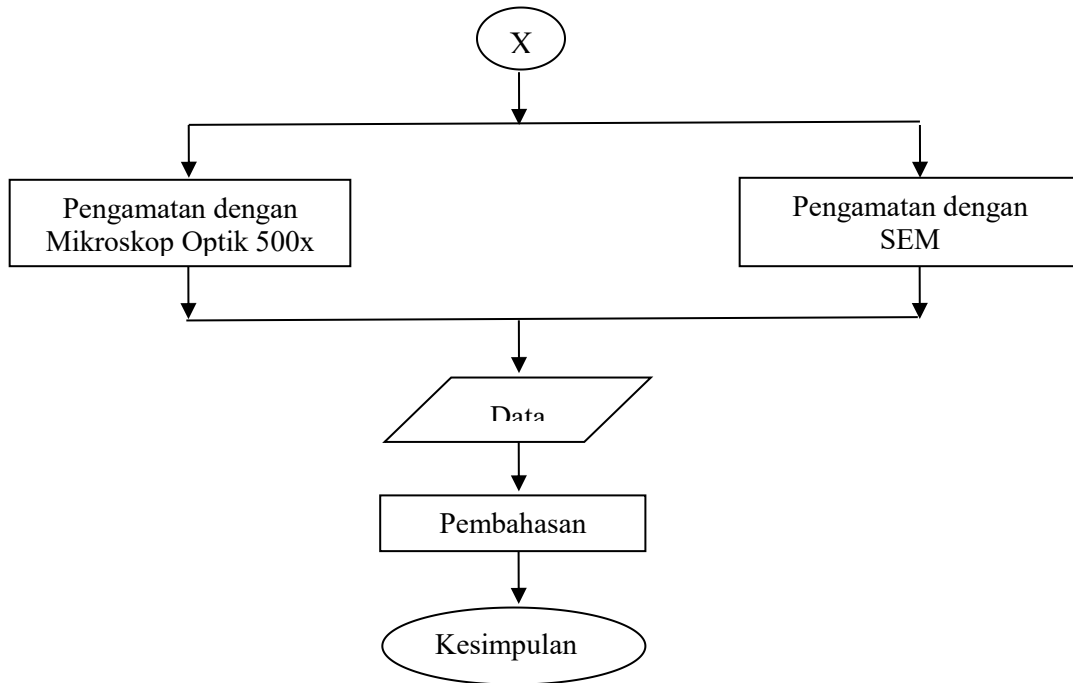 X
Pengamatan dengan
Mikroskop Optik 500x
Pengamatan dengan
SEM
Data
Pembahasan
Kesimpulan